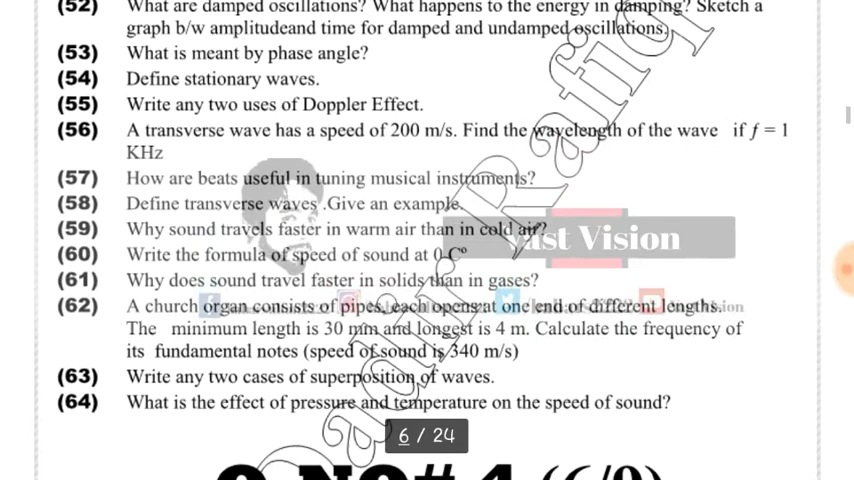 (52) What are damped oscillations? What happens to the energy in damping? Sketch a
graph b/w amplitudeand time for damped and undamped oscillations.
(53) What is meant by phase angle?
(54) Define stationary waves.
(55) Write any two uses of Doppler Effect.
(56) A transverse wave has a speed of 200 m/s. Find the wavelength of the wave if f = 1
KHz
(57) How are beats useful in tuning musical instruments?
(58) Define transverse waves .Give an example.
(59) Why sound travels faster in warm air than in cold air?
Vast Vision
(60) Write the formula of speed of sound at 0 C°
(61) Why does sound travel faster in solids than in gases?
(62) A church organ consists of pipes, each opens at one end of different lengths.
The minimum length is 30 mm and longest is 4 m. Calculate the frequency of
its fundamental notes (speed of sound is 340 m/s)
(63) Write any two cases of superposition of waves.
(64) What is the effect of pressure and temperature on the speed of sound?
6 / 24
Qadir Rafiq